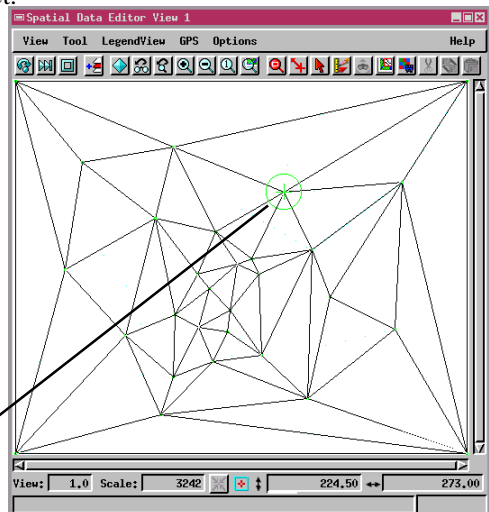 Spatial Data Editor View 1
View Tool LegendView GPS Options Help
View: 1.0 Scale: 3242 224.50 273.00